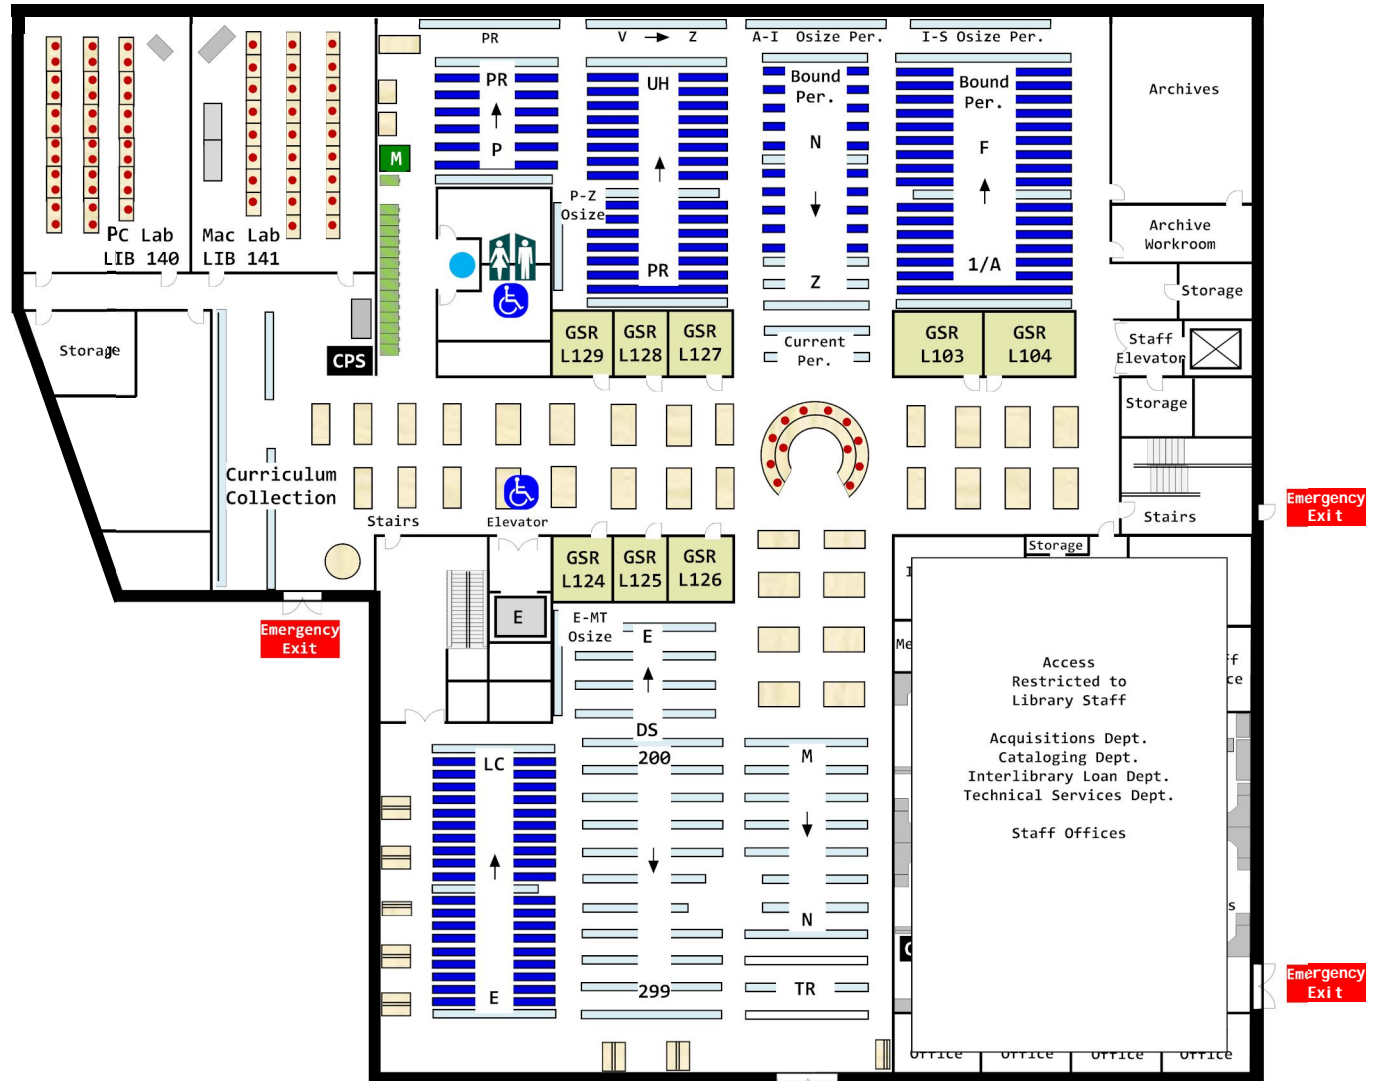 PR
V → Z
A-I Osize Per.
I-S Osize Per.
PR
P
UH
PR
Bound
Per.
N
Z
Bound
Per.
F
1/A
Archives
M
P-Z
Osize
PC Lab
LIB 140
Mac Lab
LIB 141
Archive
Workroom
Storage
Storage
CPS
GSR
L129
GSR
L128
GSR
L127
Current
Per.
GSR
L103
GSR
L104
Staff
Elevator
Storage
Curriculum
Collection
Stairs
Elevator
Stairs
Emergency
Exit
GSR
L124
GSR
L125
GSR
L126
Storage
E
Emergency
Exit
E-MT
Osize
E
DS
Access
Restricted to
Library Staff
Acquisitions Dept.
Cataloging Dept.
Interlibrary Loan Dept.
Technical Services Dept.
Staff Offices
LC
E
200
299
M
N
TR
Emergency
Exit
Office
Office
Office
Office